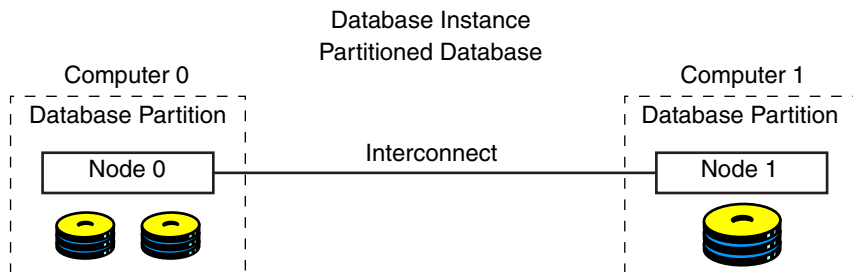 Database Instance
Partitioned Database
Computer 0
Computer 1
Database Partition
Database Partition
Node 0
Interconnect
Node 1